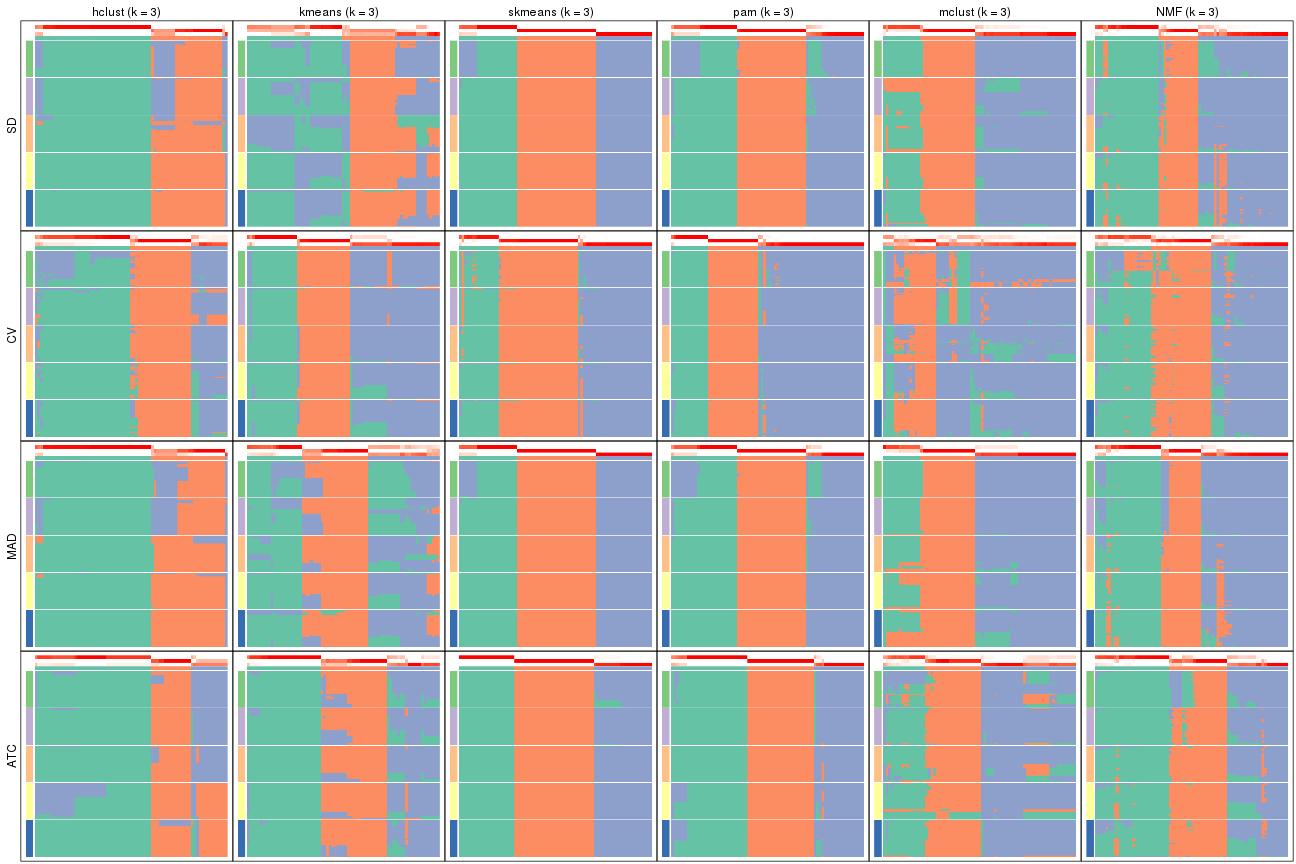 hclust (k = 3) kmeans (k = 3) skmeans (k = 3) pam (k = 3) mclust (k = 3) NMF (k = 3)
SD
CV
MAD
ATC